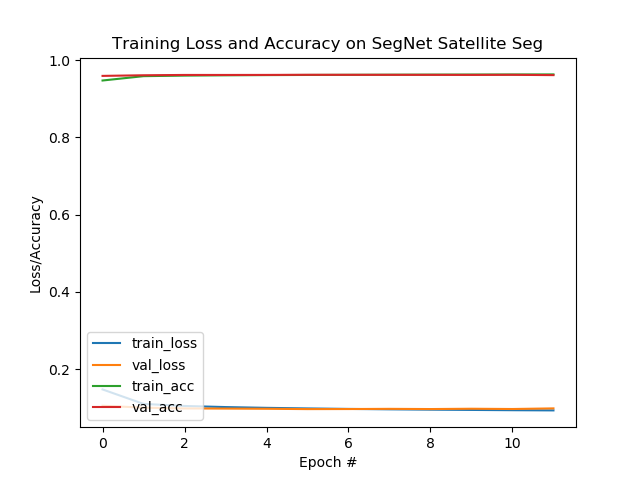 Training Loss and Accuracy on SegNet Satellite Seg
1.0
0.8
0.6
0.4
0.2
Loss/Accuracy
train_loss
val_loss
train_acc
val_acc
0 2 4 6 8 10
Epoch #